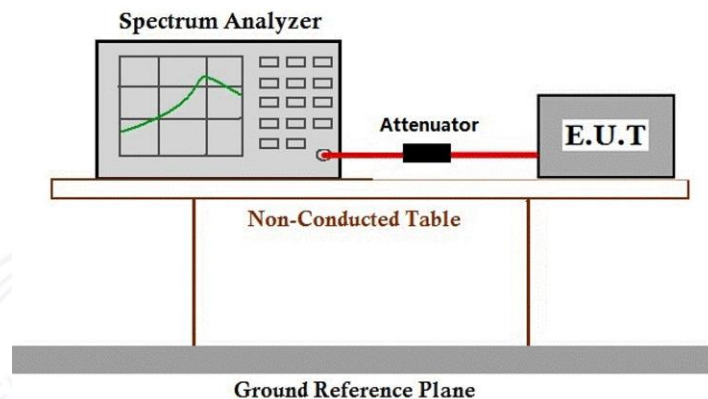 Spectrum Analyzer
Attenuator
E.U.T
Non-Conducted Table
Ground Reference Plane